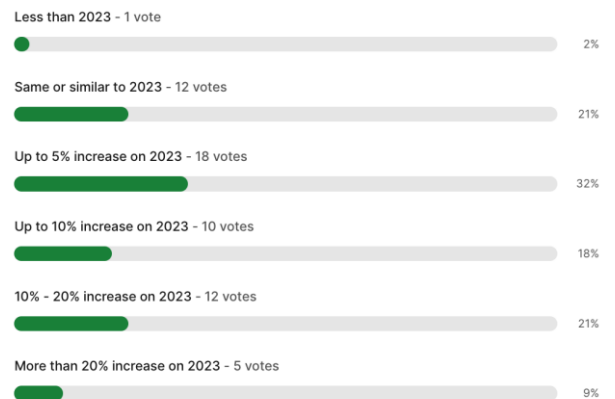 Less than 2023 - 1 vote
2%
Same or similar to 2023 - 12 votes
21%
Up to 5% increase on 2023 - 18 votes
32%
Up to 10% increase on 2023 - 10 votes
18%
10% - 20% increase on 2023 - 12 votes
21%
More than 20% increase on 2023 - 5 votes
9%